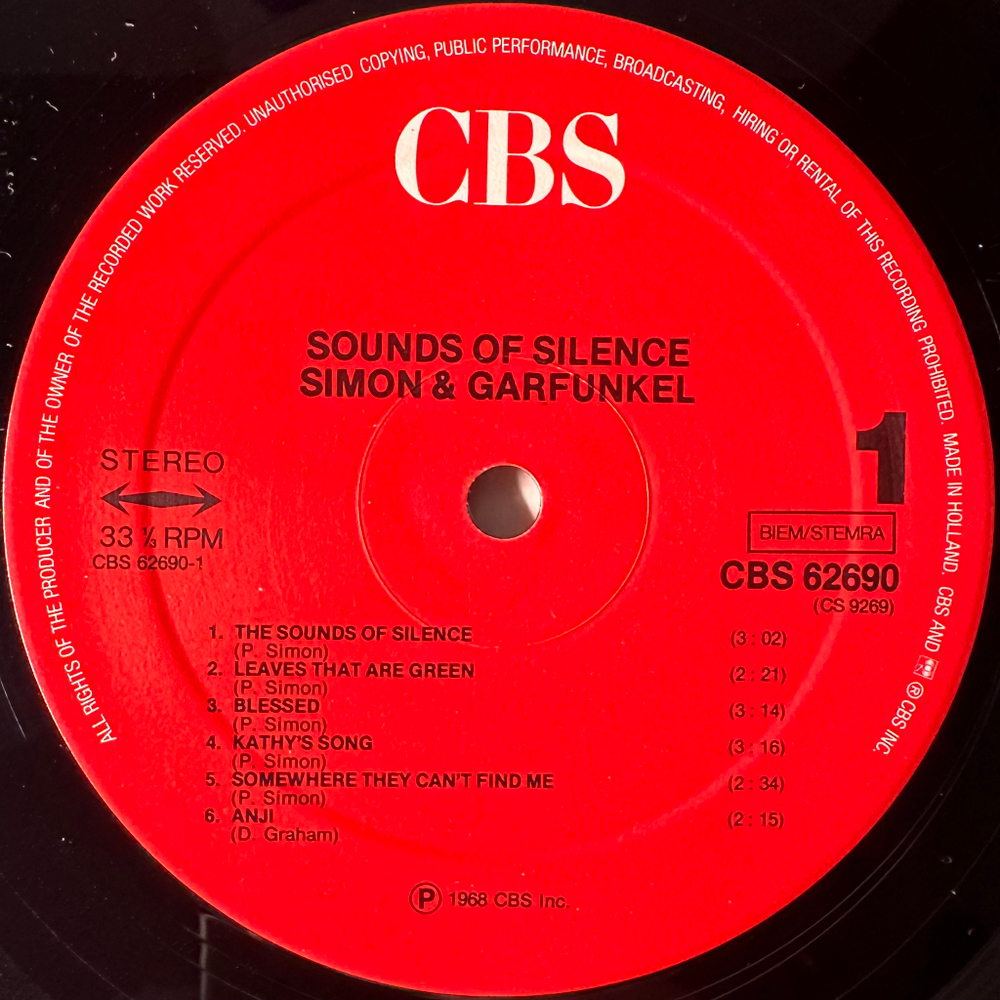 ALL RIGHTS OF THE PRODUCER AND OF THE OWNER OF THE RECORDED WORK RESERVED. UNAUTHORISED COPYING, PUBLIC PERFORMANCE, BROADCASTING, HIRING OR RENTAL OF THIS RECORDING PROHIBITED. MADE IN HOLLAND. CBS AND ℗ CBS INC.
CBS
SOUNDS OF SILENCE
SIMON & GARFUNKEL
STEREO
33 ⅓ RPM
CBS 62690-1
1
BIEM/STEMRA
CBS 62690
(CS 9269)
1. THE SOUNDS OF SILENCE (3 : 02)
(P. Simon)
2. LEAVES THAT ARE GREEN (2 : 21)
(P. Simon)
3. BLESSED (3 : 14)
(P. Simon)
4. KATHY'S SONG (3 : 16)
(P. Simon)
5. SOMEWHERE THEY CAN'T FIND ME (2 : 34)
(P. Simon)
6. ANJI (2 : 15)
(D. Graham)
℗ 1968 CBS Inc.